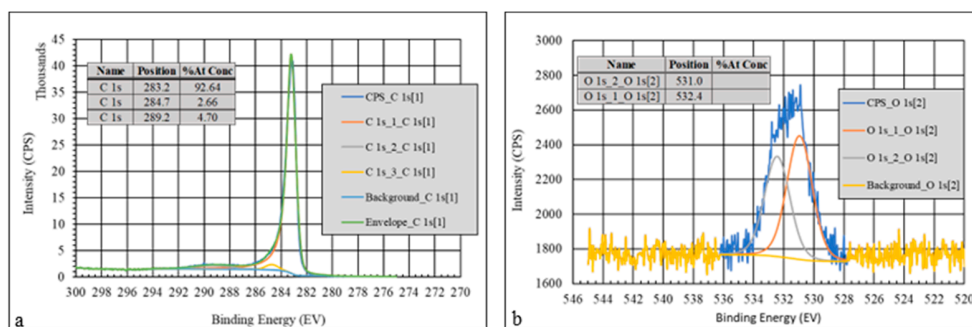 Thousands
Intensity (CPS)
45
40
35
30
25
20
15
10
5
0
Name Position %At Conc
C 1s 283.2 92.64
C 1s 284.7 2.66
C 1s 289.2 4.70
CPS_C 1s[1]
C 1s_1_C 1s[1]
C 1s_2_C 1s[1]
C 1s_3_C 1s[1]
Background_C 1s[1]
Envelope_C 1s[1]
300 298 296 294 292 290 288 286 284 282 280 278 276 274 272 270
Binding Energy (EV)
a
Intensity (CPS)
3000
2800
2600
2400
2200
2000
1800
1600
Name Position %At Conc
O 1s_2_O 1s[2] 531.0
O 1s_1_O 1s[2] 532.4
CPS_O 1s[2]
O 1s_1_O 1s[2]
O 1s_2_O 1s[2]
Background_O 1s[2]
546 544 542 540 538 536 534 532 530 528 526 524 522 520
Binding Energy (EV)
b